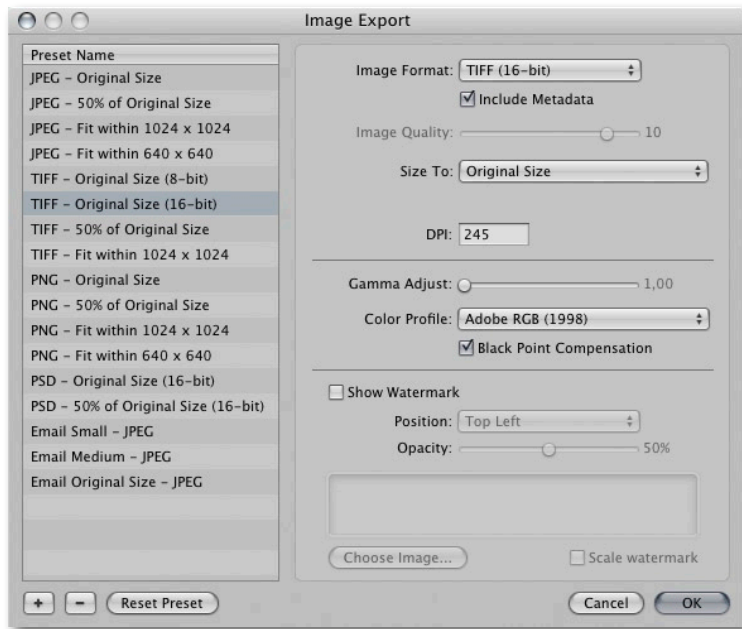 Image Export
Preset Name
JPEG – Original Size
JPEG – 50% of Original Size
JPEG – Fit within 1024 x 1024
JPEG – Fit within 640 x 640
TIFF – Original Size (8-bit)
TIFF – Original Size (16-bit)
TIFF – 50% of Original Size
TIFF – Fit within 1024 x 1024
PNG – Original Size
PNG – 50% of Original Size
PNG – Fit within 1024 x 1024
PNG – Fit within 640 x 640
PSD – Original Size (16-bit)
PSD – 50% of Original Size (16-bit)
Email Small – JPEG
Email Medium – JPEG
Email Original Size – JPEG
+ – Reset Preset
Image Format: TIFF (16-bit)
Include Metadata
Image Quality: 10
Size To: Original Size
DPI: 245
Gamma Adjust: 1,00
Color Profile: Adobe RGB (1998)
Black Point Compensation
Show Watermark
Position: Top Left
Opacity: 50%
Choose Image... Scale watermark
Cancel OK